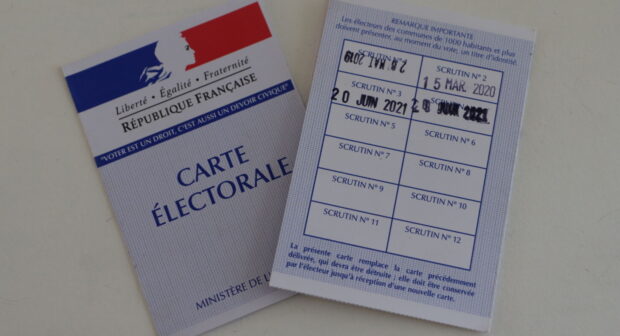 Liberté • Égalité • Fraternité
RÉPUBLIQUE FRANÇAISE
"VOTER EST UN DROIT, C'EST AUSSI UN DEVOIR CIVIQUE"
CARTE
ÉLECTORALE
MINISTÈRE DE L'
REMARQUE IMPORTANTE
Les électeurs des communes de 1000 habitants et plus
doivent présenter, au moment du vote, un titre d'identité.
SCRUTIN N° 2
MAI 2019
15 MAR. 2020
SCRUTIN N° 3
20 JUIN 2021
2021
SCRUTIN N° 5
SCRUTIN N° 6
SCRUTIN N° 7
SCRUTIN N° 8
SCRUTIN N° 9
SCRUTIN N° 10
SCRUTIN N° 11
SCRUTIN N° 12
La présente carte remplace la carte précédemment
délivrée, qui devra être détruite ; elle doit être conservée
par l'électeur jusqu'à réception d'une nouvelle carte.